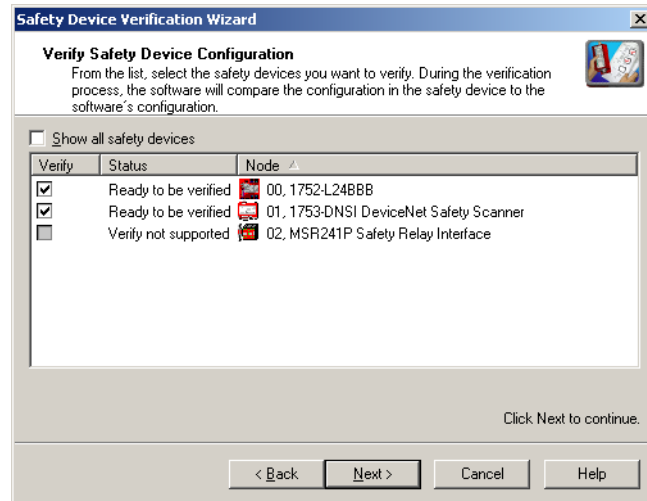 Safety Device Verification Wizard
Verify Safety Device Configuration
From the list, select the safety devices you want to verify. During the verification
process, the software will compare the configuration in the safety device to the
software´s configuration.
Show all safety devices
Verify Status Node
Ready to be verified 00, 1752-L24BBB
Ready to be verified 01, 1753-DNSI DeviceNet Safety Scanner
Verify not supported 02, MSR241P Safety Relay Interface
Click Next to continue.
< Back Next > Cancel Help